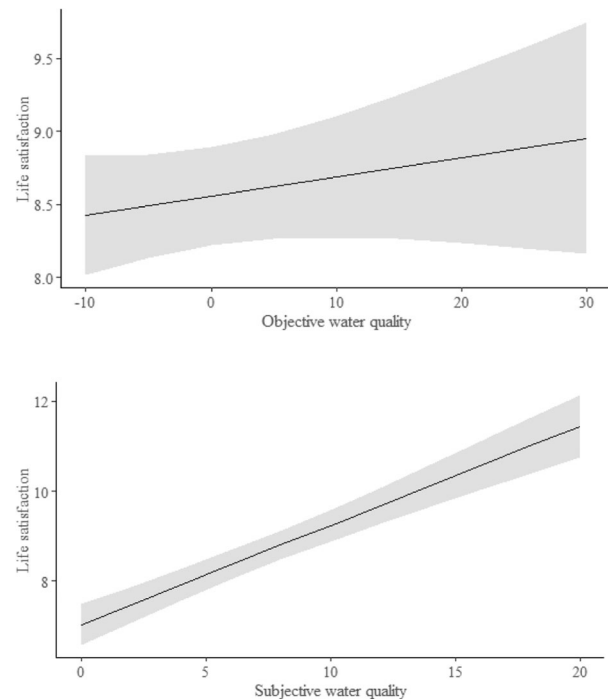 Life satisfaction
9.5
9.0
8.5
8.0
-10 0 10 20 30
Objective water quality
Life satisfaction
12
10
8
0 5 10 15 20
Subjective water quality